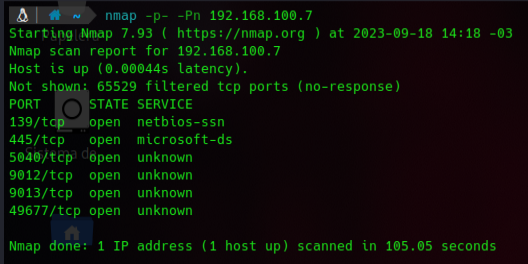 ~ nmap -p- -Pn 192.168.100.7
Starting Nmap 7.93 ( https://nmap.org ) at 2023-09-18 14:18 -03
Nmap scan report for 192.168.100.7
Host is up (0.00044s latency).
Not shown: 65529 filtered tcp ports (no-response)
PORT STATE SERVICE
139/tcp open netbios-ssn
445/tcp open microsoft-ds
5040/tcp open unknown
9012/tcp open unknown
9013/tcp open unknown
49677/tcp open unknown
Nmap done: 1 IP address (1 host up) scanned in 105.05 seconds